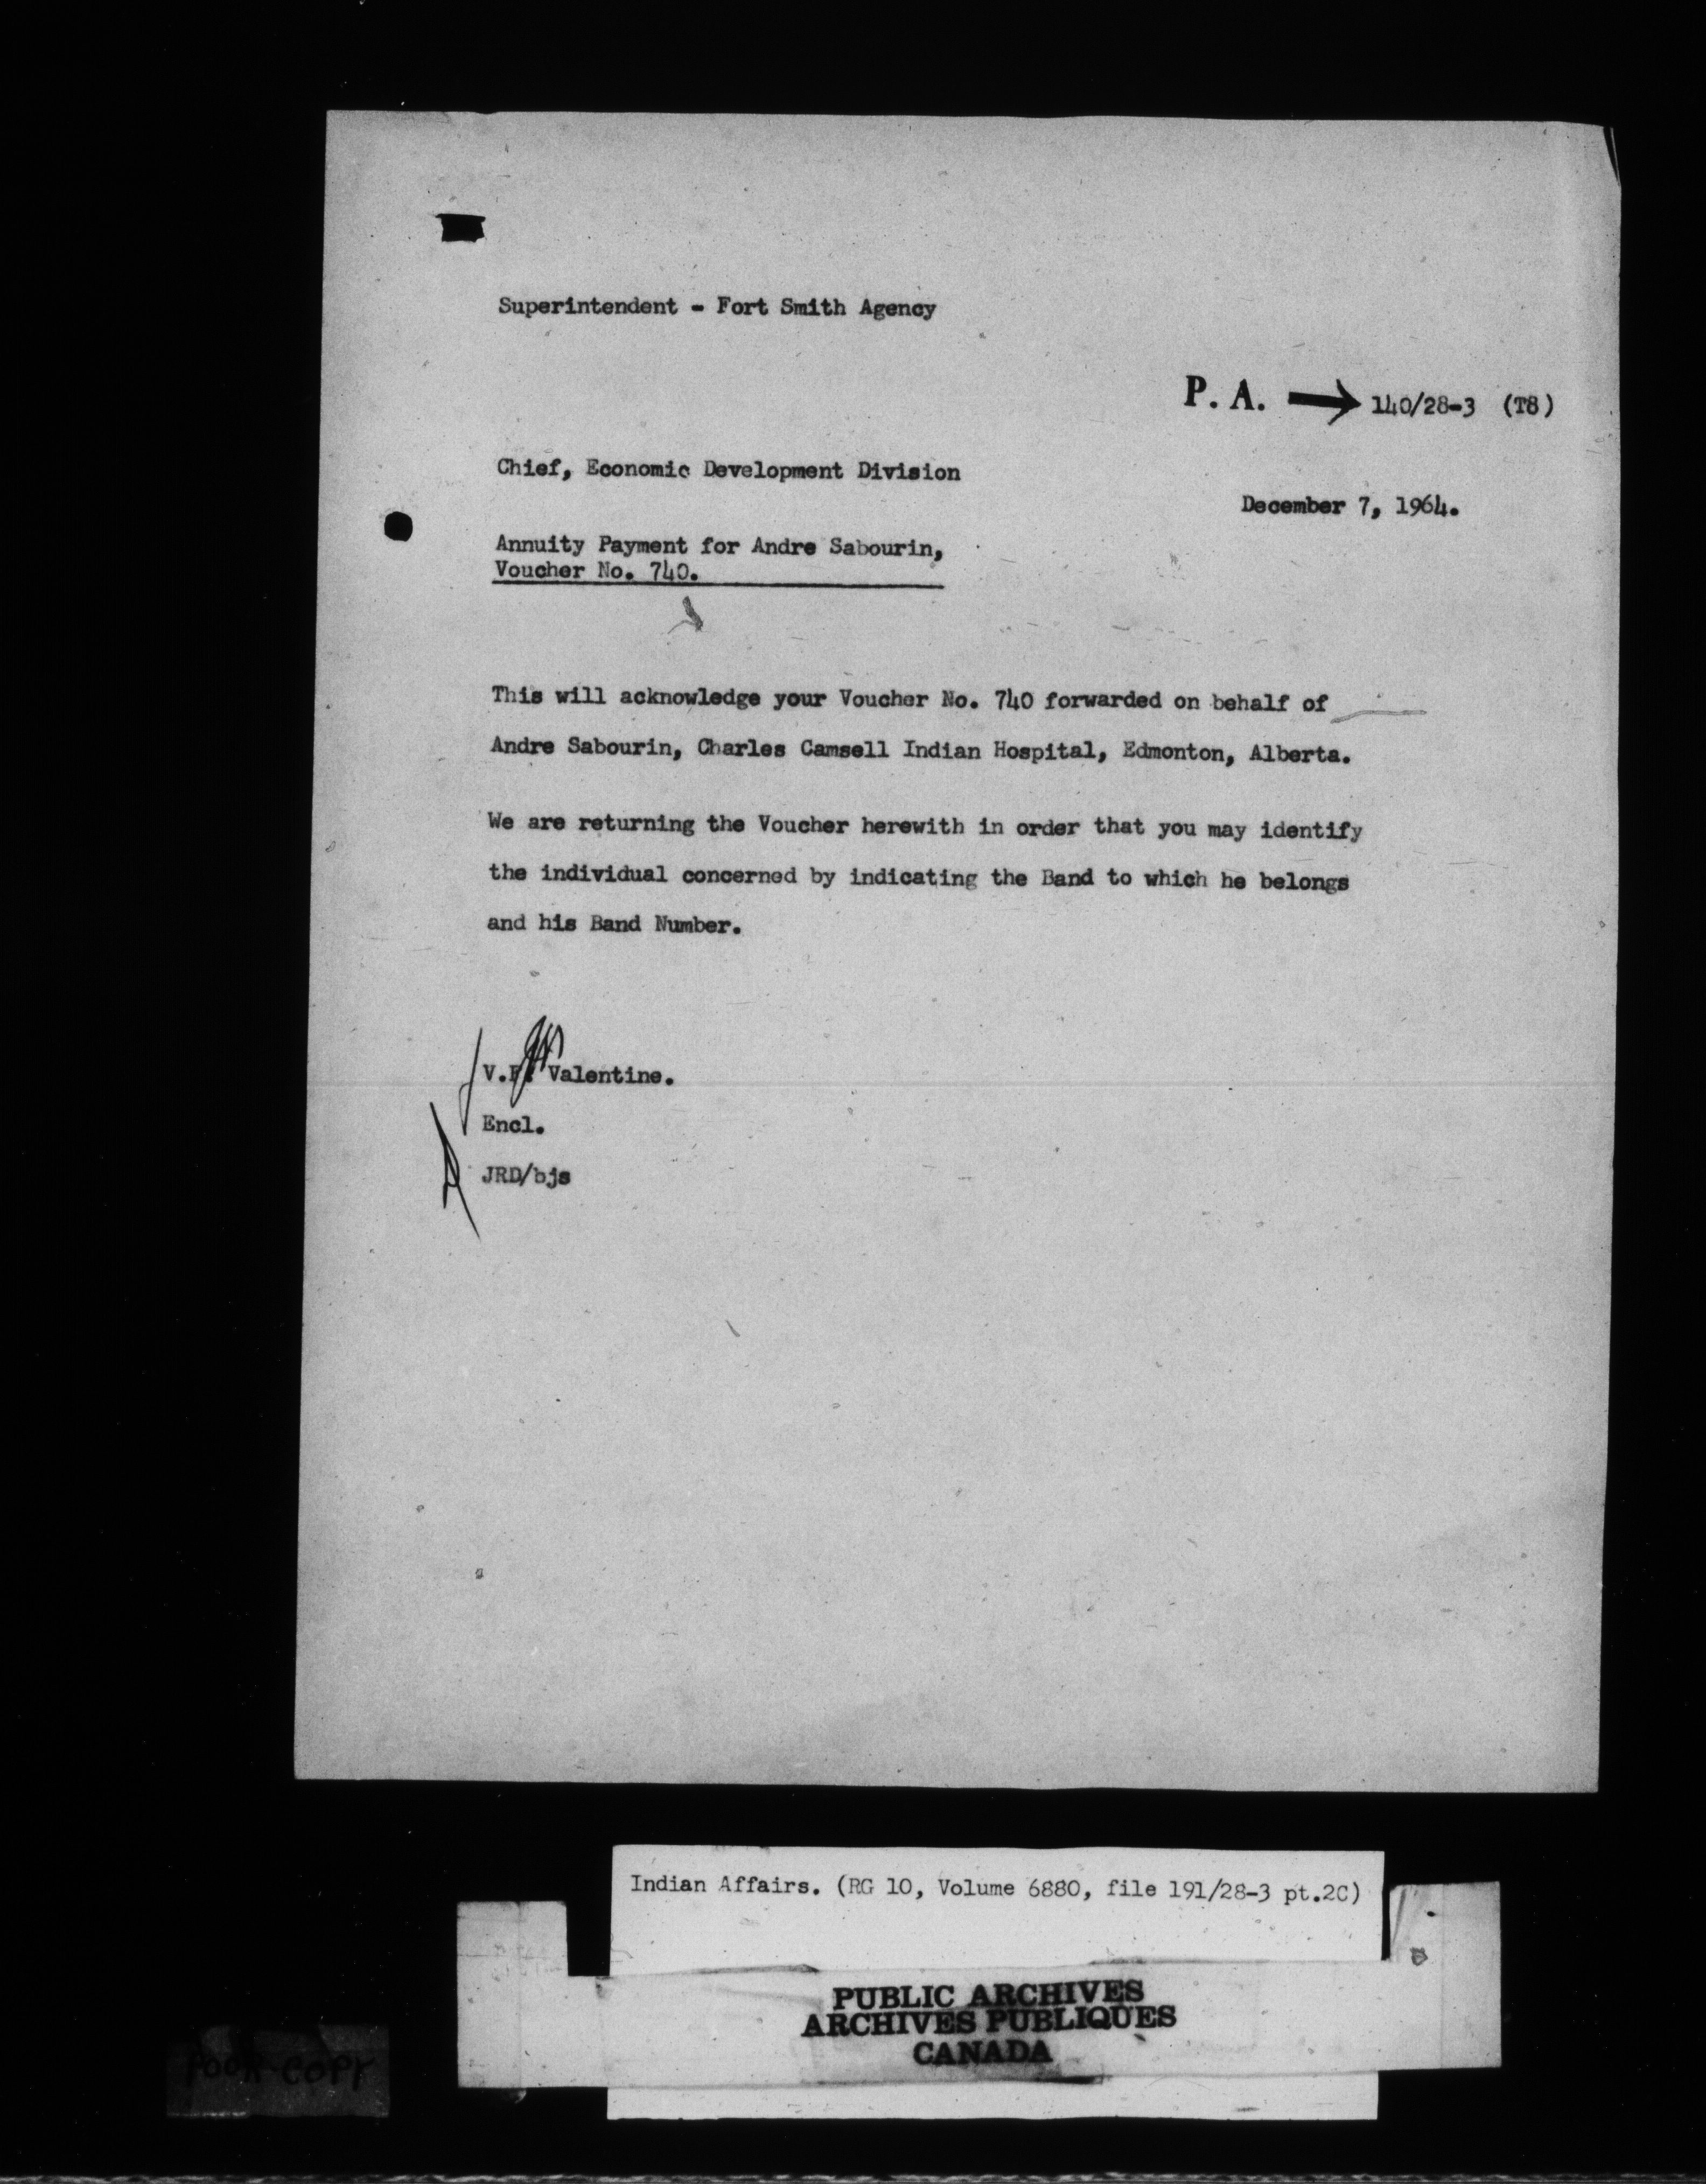 Superintendent - Fort Smith Agency
P. A. → 140/28-3 (T8)
Chief, Economic Development Division
December 7, 1964.
Annuity Payment for Andre Sabourin,
Voucher No. 740.
This will acknowledge your Voucher No. 740 forwarded on behalf of
Andre Sabourin, Charles Camsell Indian Hospital, Edmonton, Alberta.
We are returning the Voucher herewith in order that you may identify
the individual concerned by indicating the Band to which he belongs
and his Band Number.
V.F. Valentine.
Encl.
JRD/bjs
Indian Affairs. (RG 10, Volume 6880, file 191/28-3 pt.2C)
PUBLIC ARCHIVES
ARCHIVES PUBLIQUES
CANADA
POOR COPY